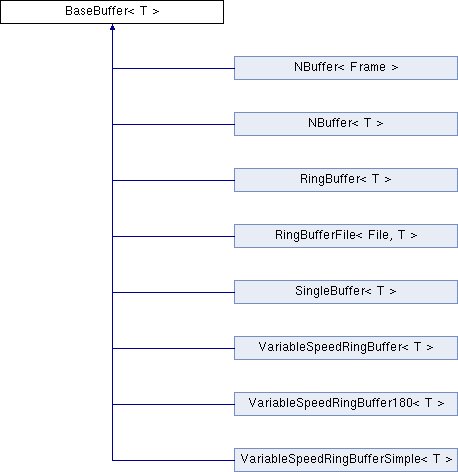 BaseBuffer< T >
NBuffer< Frame >
NBuffer< T >
RingBuffer< T >
RingBufferFile< File, T >
SingleBuffer< T >
VariableSpeedRingBuffer< T >
VariableSpeedRingBuffer180< T >
VariableSpeedRingBufferSimple< T >